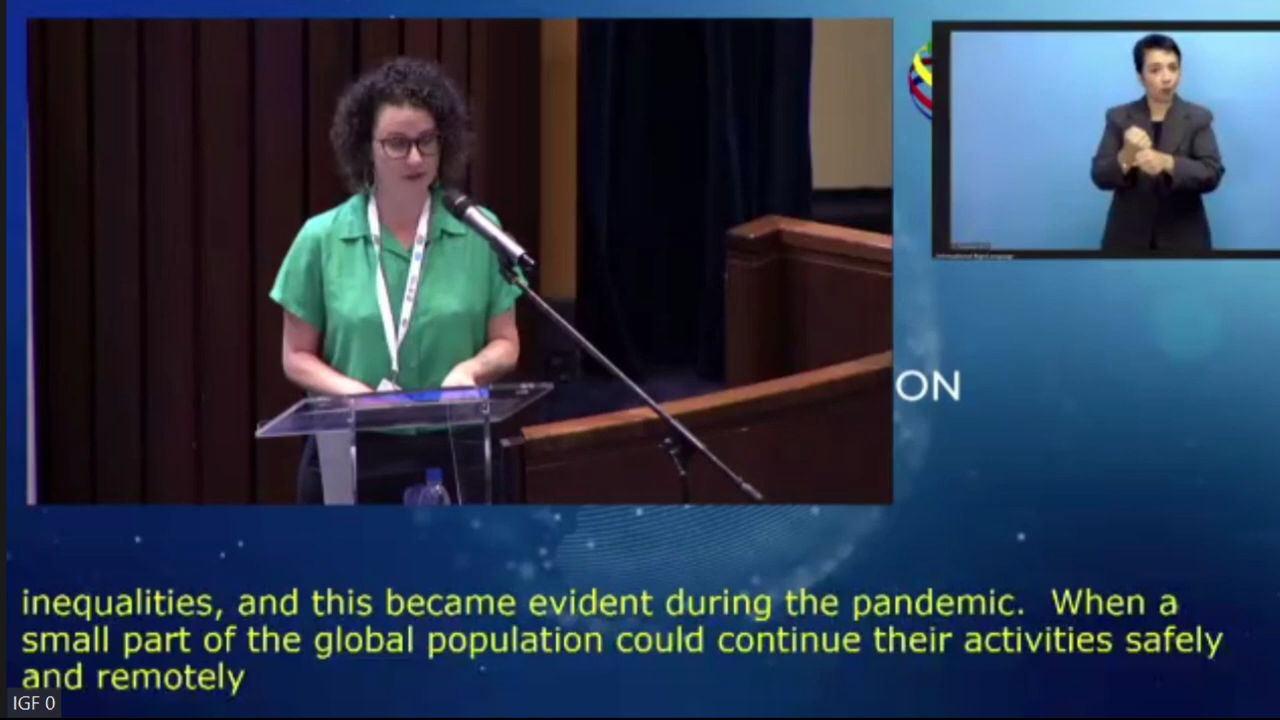 ON
inequalities, and this became evident during the pandemic.  When a
small part of the global population could continue their activities safely
and remotely
IGF 0